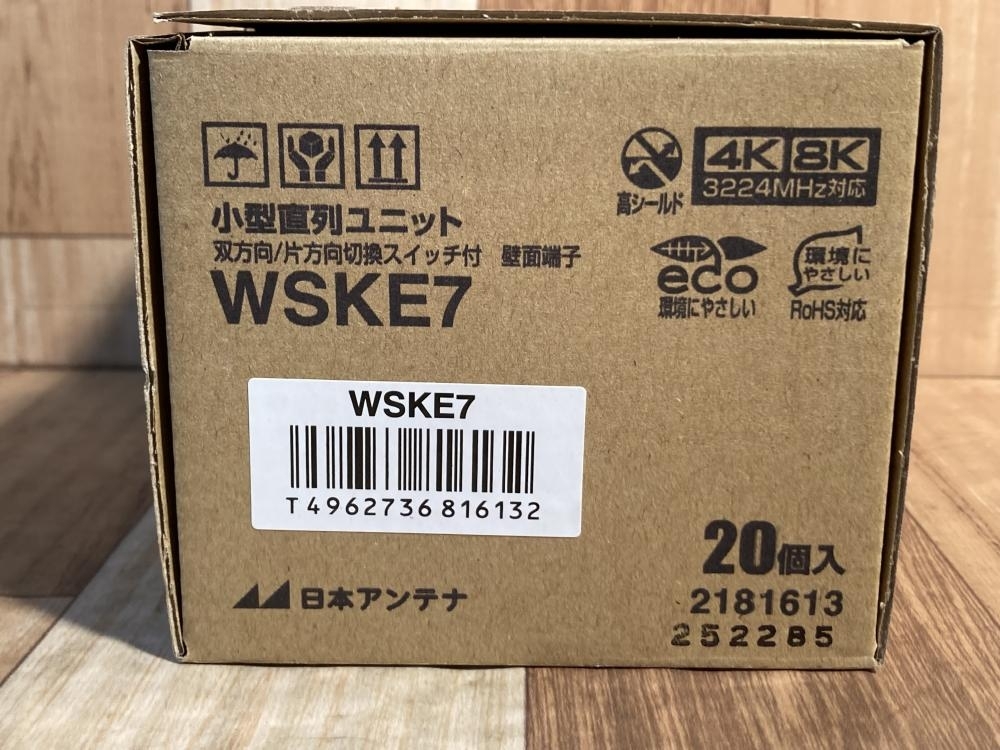 小型直列ユニット
双方向/片方向切換スイッチ付 壁面端子
WSKE7
高シールド
4K 8K
3224MHz対応
eco
環境にやさしい
環境に
やさしい
RoHS対応
WSKE7
T4962736816132
日本アンテナ
20個入
2181613
252285